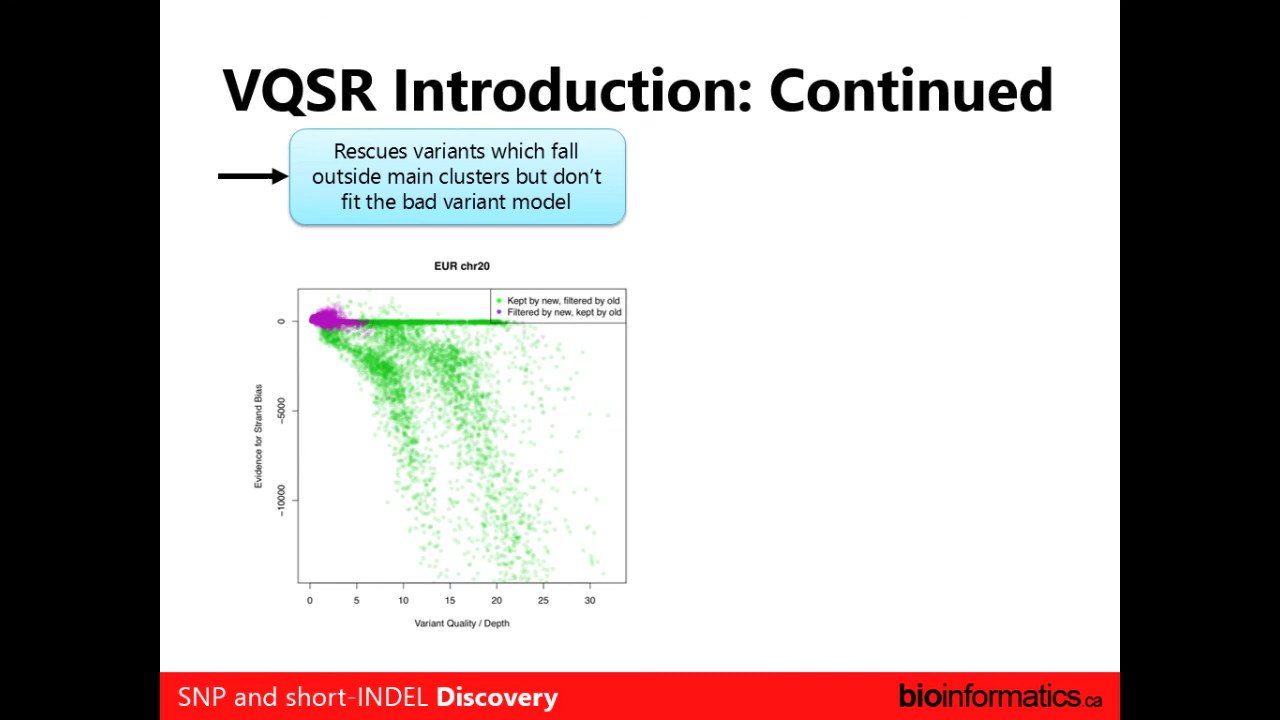 VQSR Introduction: Continued
Rescues variants which fall
outside main clusters but don't
fit the bad variant model
EUR chr20
Kept by new, filtered by old
Filtered by new, kept by old
Evidence for Strand Bias
0
−5000
−10000
0 5 10 15 20 25 30
Variant Quality / Depth
SNP and short-INDEL Discovery
bioinformatics.ca